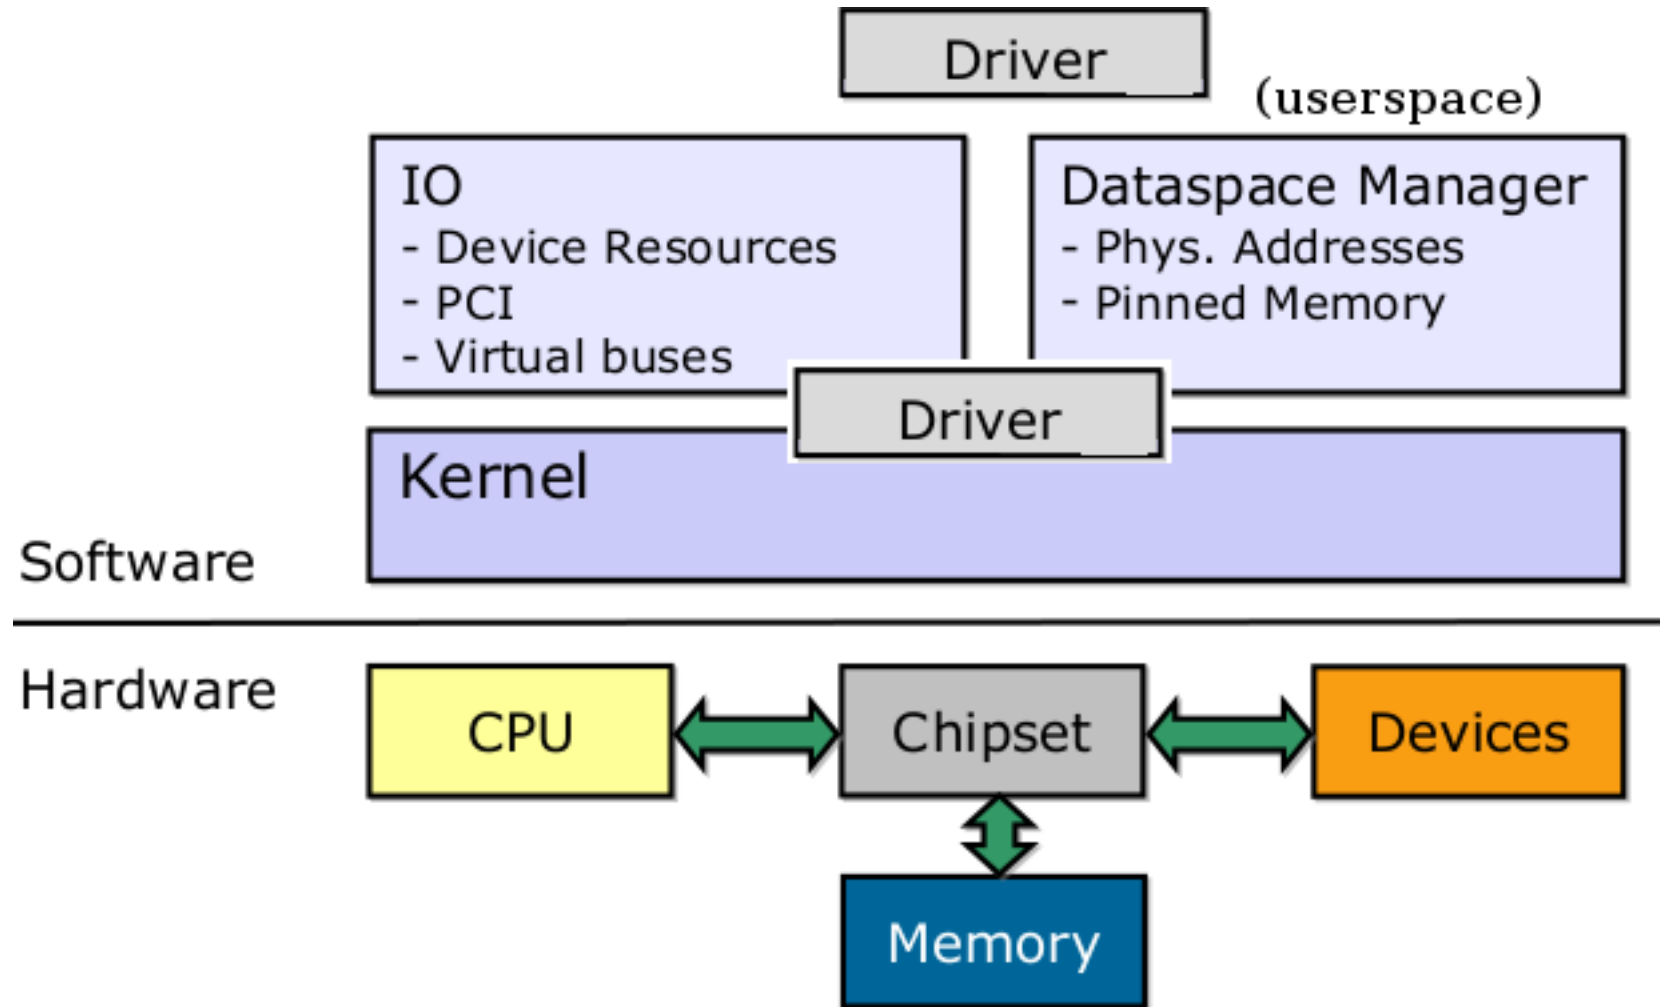 Driver
(userspace)
IO
- Device Resources
- PCI
- Virtual buses
Dataspace Manager
- Phys. Addresses
- Pinned Memory
Driver
Kernel
Software
Hardware
CPU
Chipset
Devices
Memory